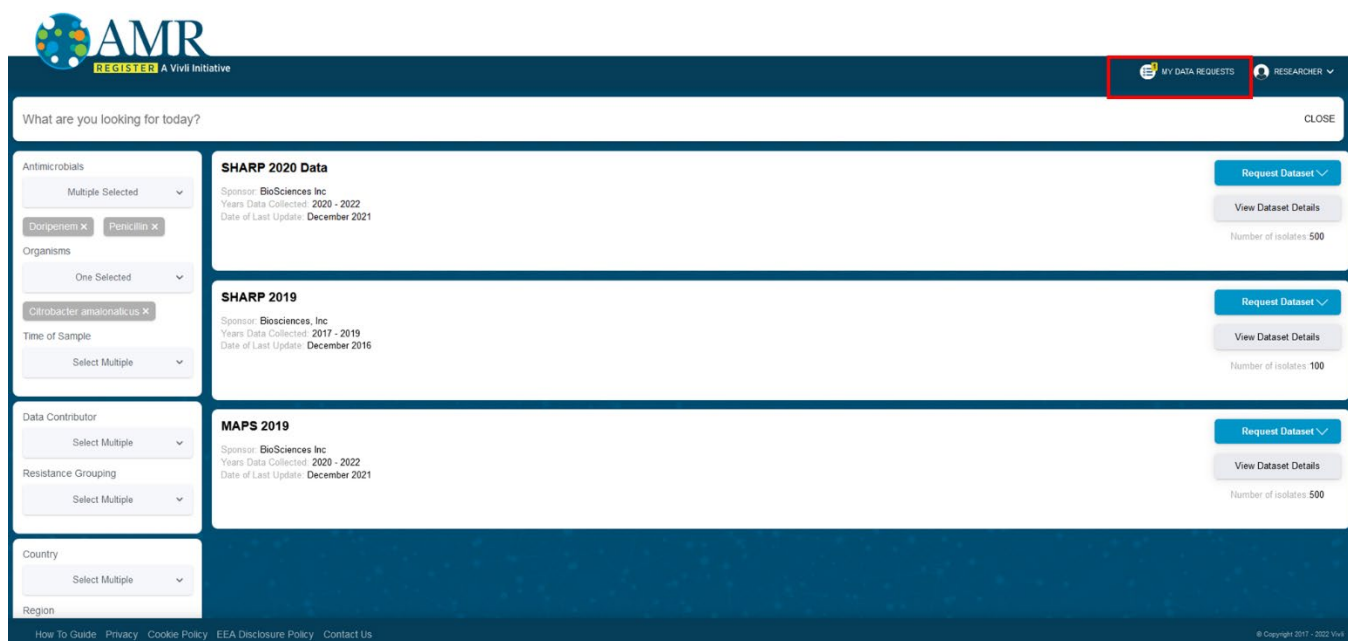 AMR
REGISTER A Vivli Initiative
1
MY DATA REQUESTS
RESEARCHER
What are you looking for today?
CLOSE
Antimicrobials
Multiple Selected
Doripenem ×
Penicillin ×
Organisms
One Selected
Citrobacter amalonaticus ×
Time of Sample
Select Multiple
Data Contributor
Select Multiple
Resistance Grouping
Select Multiple
Country
Select Multiple
Region
SHARP 2020 Data
Sponsor: BioSciences Inc
Years Data Collected: 2020 - 2022
Date of Last Update: December 2021
Request Dataset
View Dataset Details
Number of isolates: 500
SHARP 2019
Sponsor: Biosciences, Inc
Years Data Collected: 2017 - 2019
Date of Last Update: December 2016
Request Dataset
View Dataset Details
Number of isolates: 100
MAPS 2019
Sponsor: BioSciences Inc
Years Data Collected: 2020 - 2022
Date of Last Update: December 2021
Request Dataset
View Dataset Details
Number of isolates: 500
How To Guide Privacy Cookie Policy EEA Disclosure Policy Contact Us
© Copyright 2017 - 2022 Vivli